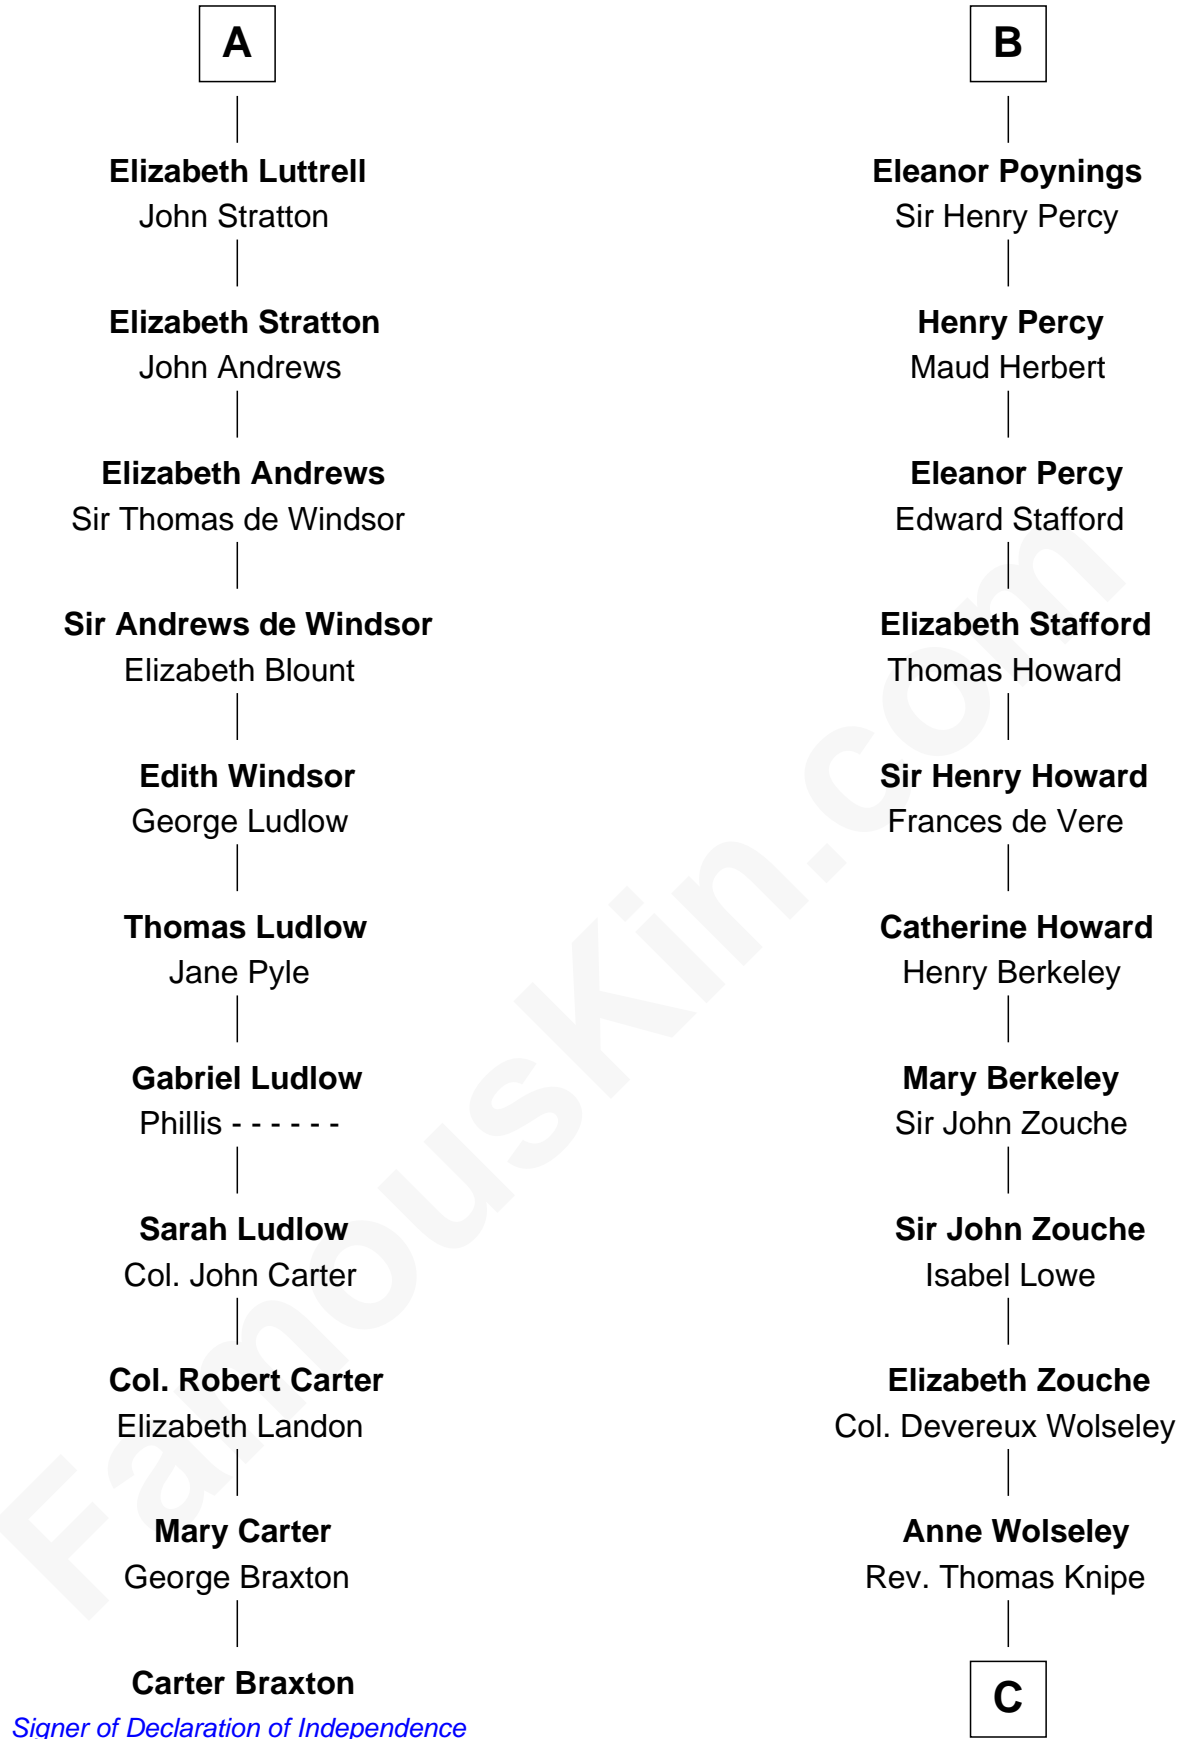 A
Elizabeth Luttrell
John Stratton
Elizabeth Stratton
John Andrews
Elizabeth Andrews
Sir Thomas de Windsor
Sir Andrews de Windsor
Elizabeth Blount
Edith Windsor
George Ludlow
Thomas Ludlow
Jane Pyle
Gabriel Ludlow
Phillis - - - - - -
Sarah Ludlow
Col. John Carter
Col. Robert Carter
Elizabeth Landon
Mary Carter
George Braxton
Carter Braxton
Signer of Declaration of Independence
B
Eleanor Poynings
Sir Henry Percy
Henry Percy
Maud Herbert
Eleanor Percy
Edward Stafford
Elizabeth Stafford
Thomas Howard
Sir Henry Howard
Frances de Vere
Catherine Howard
Henry Berkeley
Mary Berkeley
Sir John Zouche
Sir John Zouche
Isabel Lowe
Elizabeth Zouche
Col. Devereux Wolseley
Anne Wolseley
Rev. Thomas Knipe
C
FamousKin.com